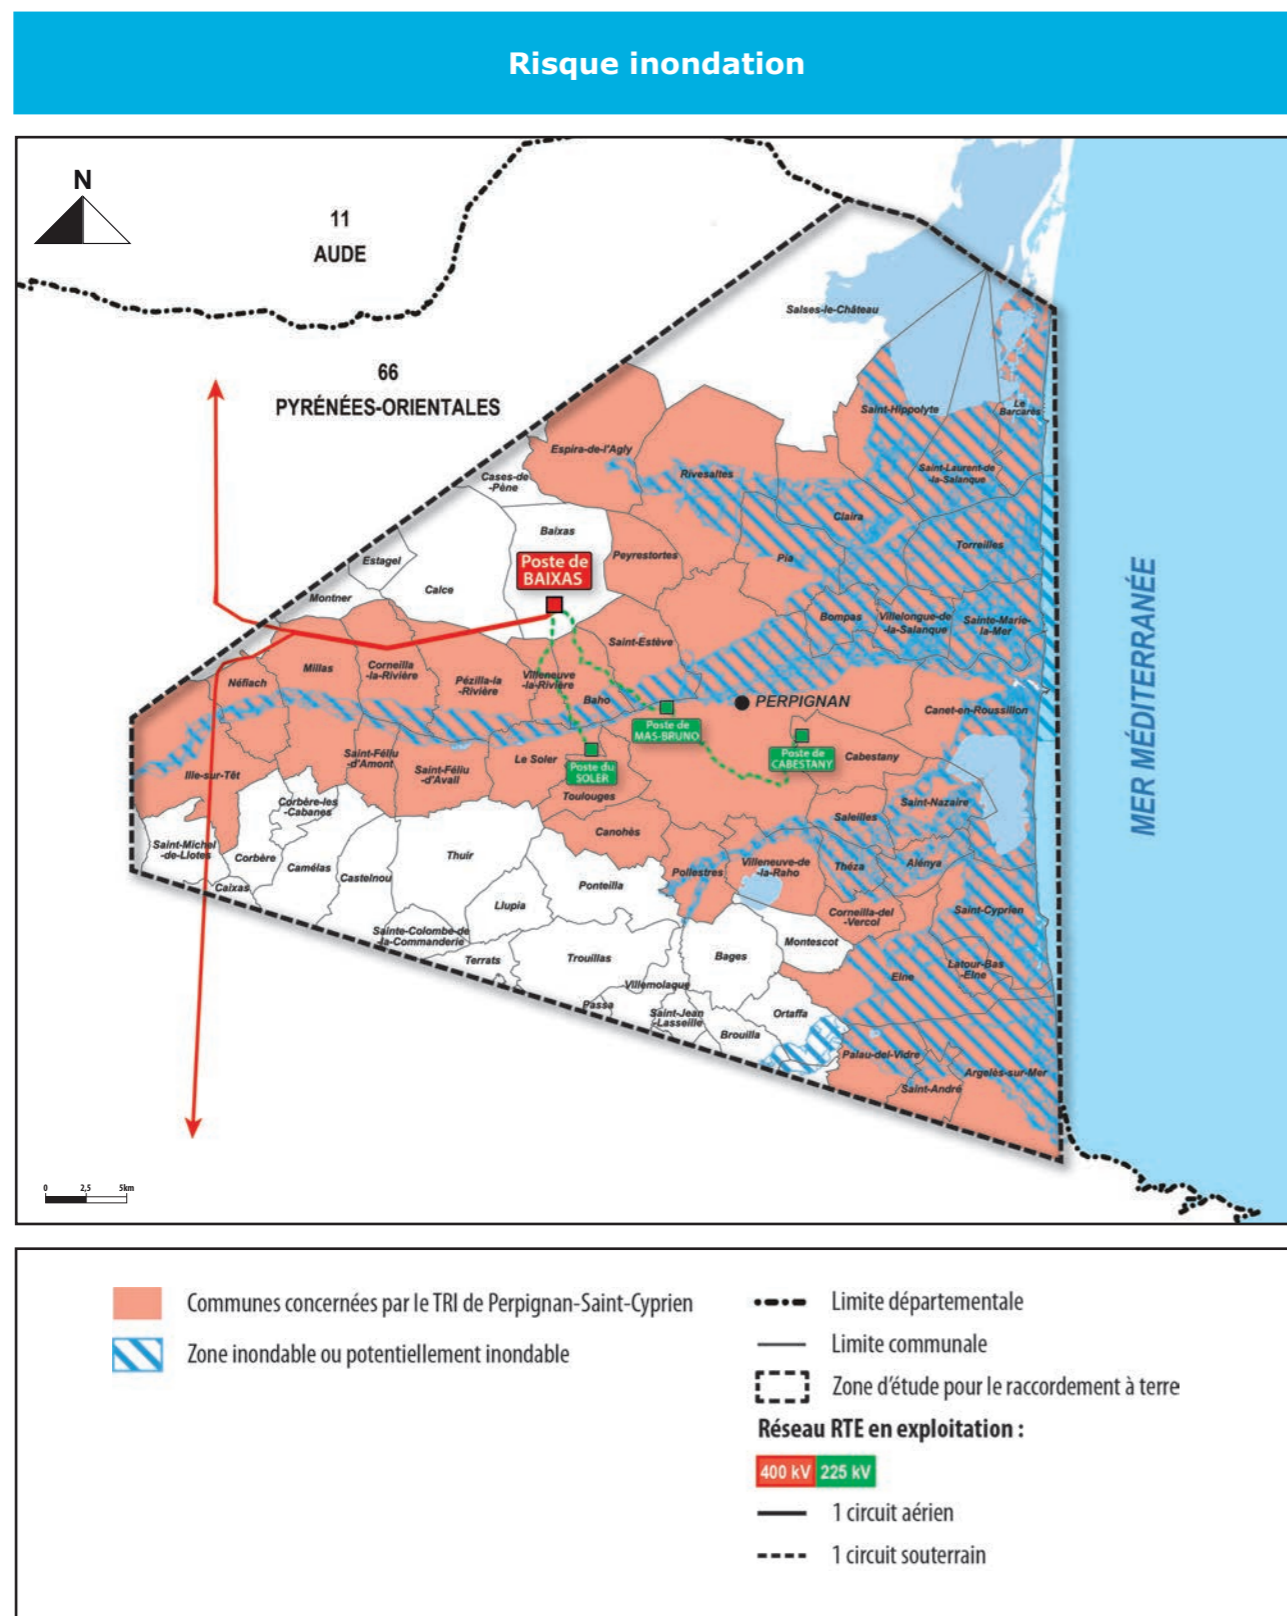 Risque inondation
N
11
AUDE
66
PYRÉNÉES-ORIENTALES
Salses-le-Château
Saint-Hippolyte
Le
Barcarès
Espira-de-l'Agly
Rivesaltes
Saint-Laurent-de
-la-Salanque
Cases-de
-Pène
Claira
Baixas
Torreilles
Peyrestortes
Pia
Estagel
Poste de
BAIXAS
Calce
Montner
Bompas
Villelongue-de
-la-Salanque
Sainte-Marie-
la-Mer
Saint-Estève
Millas
Corneilla
-la-Rivière
Néfiach
Pézilla-la
-Rivière
Villeneuve
-la-Rivière
Baho
PERPIGNAN
Canet-en-Roussillon
Poste de
MAS-BRUNO
Poste de
CABESTANY
Cabestany
Saint-Féliu
-d'Amont
Le Soler
Poste du
SOLER
Ille-sur-Têt
Saint-Féliu
-d'Avall
Toulouges
Saint-Nazaire
Corbère-les
-Cabanes
Saleilles
Canohès
Saint-Michel
-de-Llotes
Corbère
Thuir
Camélas
Castelnou
Caixas
Ponteilla
Pollestres
Villeneuve-de
-la-Raho
Théza
Alénya
Llupia
Corneilla-del
-Vercol
Saint-Cyprien
Sainte-Colombe-de
-la-Commanderie
Montescot
Terrats
Trouillas
Bages
Elne
Latour-Bas
-Elne
Villemolaque
Passa
Saint-Jean
-Lasseille
Ortaffa
Brouilla
Palau-del-Vidre
Argelès-sur-Mer
Saint-André
MER MÉDITERRANÉE
0 2,5 5km
Communes concernées par le TRI de Perpignan-Saint-Cyprien
Zone inondable ou potentiellement inondable
Limite départementale
Limite communale
Zone d'étude pour le raccordement à terre
Réseau RTE en exploitation :
400 kV 225 kV
1 circuit aérien
1 circuit souterrain